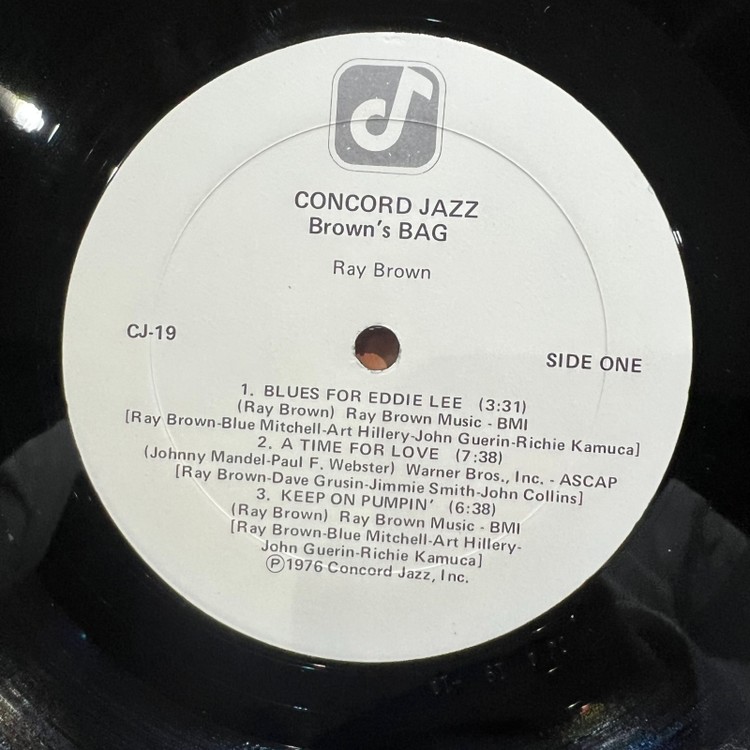 CONCORD JAZZ
Brown's BAG
Ray Brown
CJ-19
SIDE ONE
1. BLUES FOR EDDIE LEE (3:31)
(Ray Brown) Ray Brown Music - BMI
[Ray Brown-Blue Mitchell-Art Hillery-John Guerin-Richie Kamuca]
2. A TIME FOR LOVE (7:38)
(Johnny Mandel-Paul F. Webster) Warner Bros., Inc. - ASCAP
[Ray Brown-Dave Grusin-Jimmie Smith-John Collins]
3. KEEP ON PUMPIN' (6:38)
(Ray Brown) Ray Brown Music - BMI
[Ray Brown-Blue Mitchell-Art Hillery-
John Guerin-Richie Kamuca]
Ⓟ1976 Concord Jazz, Inc.